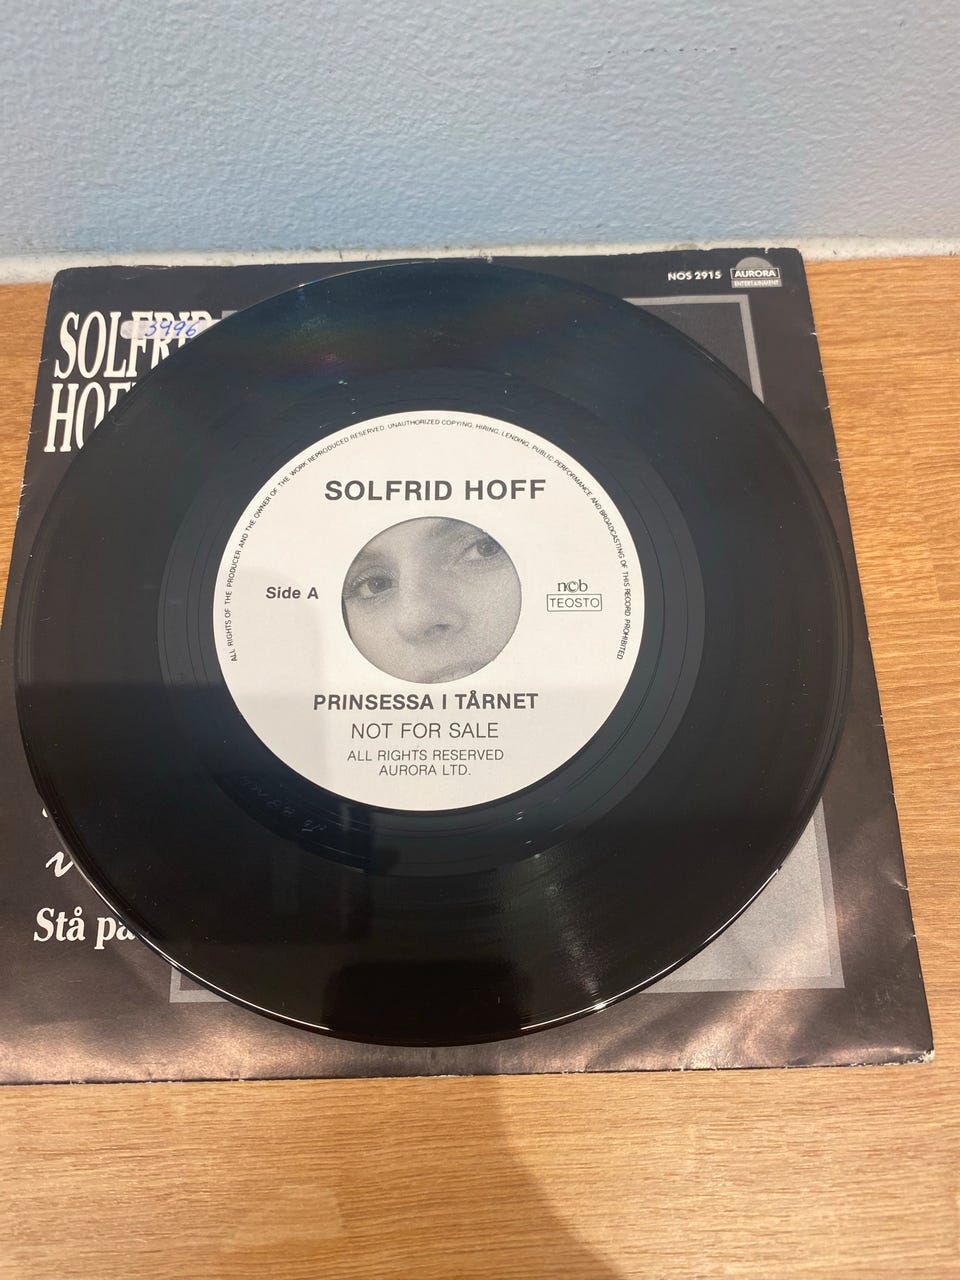 NOS 2915
AURORA
ENTERTAINMENT
SOLFRID
3996
ALL RIGHTS OF THE PRODUCER AND THE OWNER OF THE WORK REPRODUCED RESERVED. UNAUTHORIZED COPYING, HIRING, LENDING, PUBLIC PERFORMANCE AND BROADCASTING OF THIS RECORD PROHIBITED
SOLFRID HOFF
Side A
ncb
TEOSTO
PRINSESSA I TÅRNET
NOT FOR SALE
ALL RIGHTS RESERVED
AURORA LTD.
Stå på